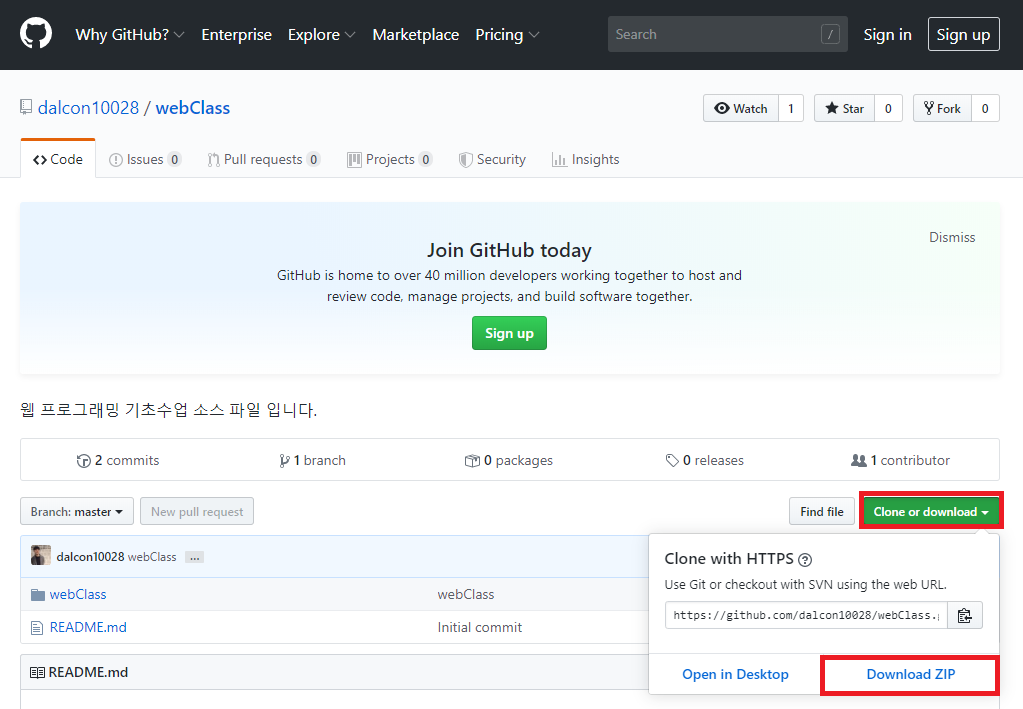 Why GitHub? Enterprise Explore Marketplace Pricing Search / Sign in Sign up
dalcon10028 / webClass Watch 1 Star 0 Fork 0
Code Issues 0 Pull requests 0 Projects 0 Security Insights
Dismiss
Join GitHub today
GitHub is home to over 40 million developers working together to host and
review code, manage projects, and build software together.
Sign up
웹 프로그래밍 기초수업 소스 파일 입니다.
2 commits 1 branch 0 packages 0 releases 1 contributor
Branch: master New pull request Find file Clone or download
dalcon10028 webClass ...
webClass webClass
README.md Initial commit
README.md
Clone with HTTPS ?
Use Git or checkout with SVN using the web URL.
https://github.com/dalcon10028/webClass.
Open in Desktop Download ZIP